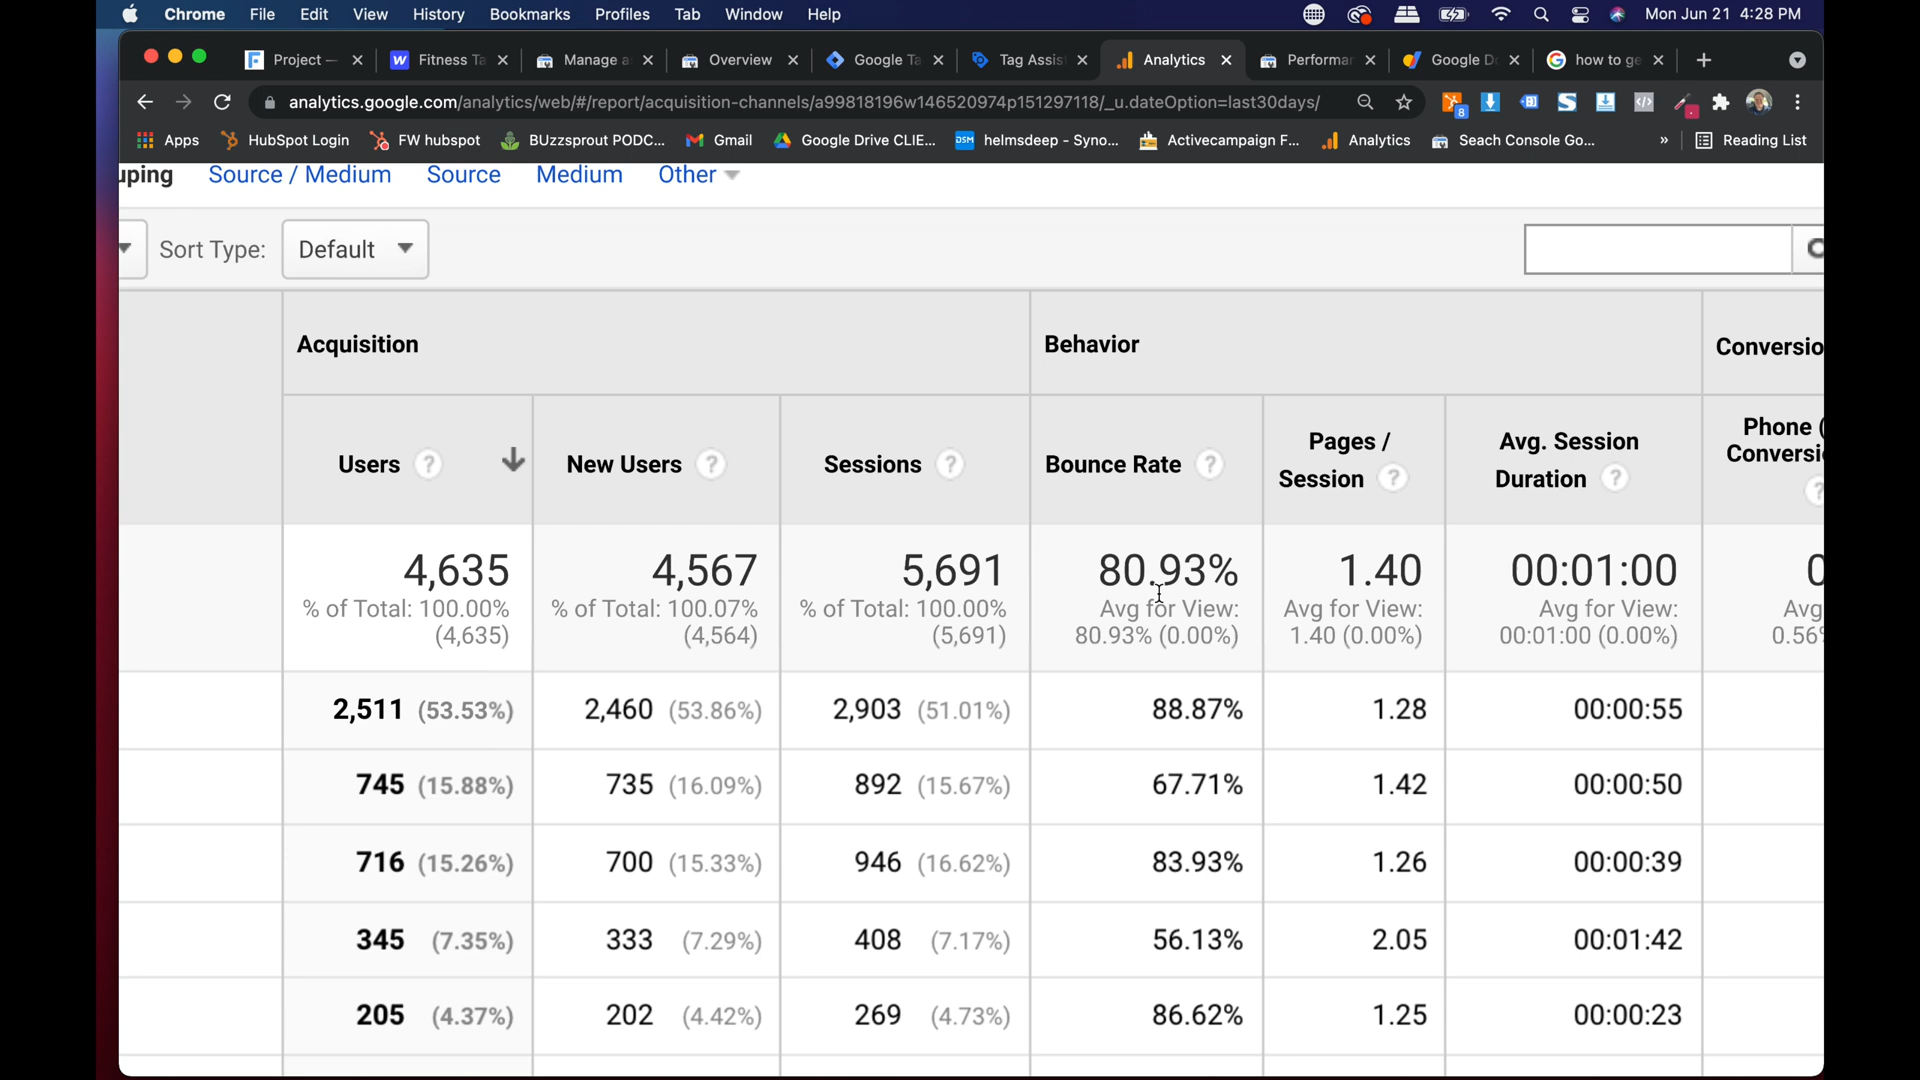 Chrome File Edit View History Bookmarks Profiles Tab Window Help Mon Jun 21 4:28 PM
Project — Fitness Ta Manage a Overview Google Ta Tag Assis Analytics Performar Google Do how to ge
analytics.google.com/analytics/web/#/report/acquisition-channels/a99818196w146520974p151297118/_u.dateOption=last30days/ 8
Apps HubSpot Login FW hubspot BUzzsprout PODC... Gmail Google Drive CLIE... DSM helmsdeep - Syno... Activecampaign F... Analytics Seach Console Go... » Reading List
uping Source / Medium Source Medium Other
Sort Type: Default
Acquisition Behavior Conversio
Users ? New Users ? Sessions ? Bounce Rate ? Pages / Session ? Avg. Session Duration ? Phone ( Conversi ?
4,635 4,567 5,691 80.93% 1.40 00:01:00 0
% of Total: 100.00% % of Total: 100.07% % of Total: 100.00% Avg for View: Avg for View: Avg for View: Avg
(4,635) (4,564) (5,691) 80.93% (0.00%) 1.40 (0.00%) 00:01:00 (0.00%) 0.56%
2,511 (53.53%) 2,460 (53.86%) 2,903 (51.01%) 88.87% 1.28 00:00:55
745 (15.88%) 735 (16.09%) 892 (15.67%) 67.71% 1.42 00:00:50
716 (15.26%) 700 (15.33%) 946 (16.62%) 83.93% 1.26 00:00:39
345 (7.35%) 333 (7.29%) 408 (7.17%) 56.13% 2.05 00:01:42
205 (4.37%) 202 (4.42%) 269 (4.73%) 86.62% 1.25 00:00:23